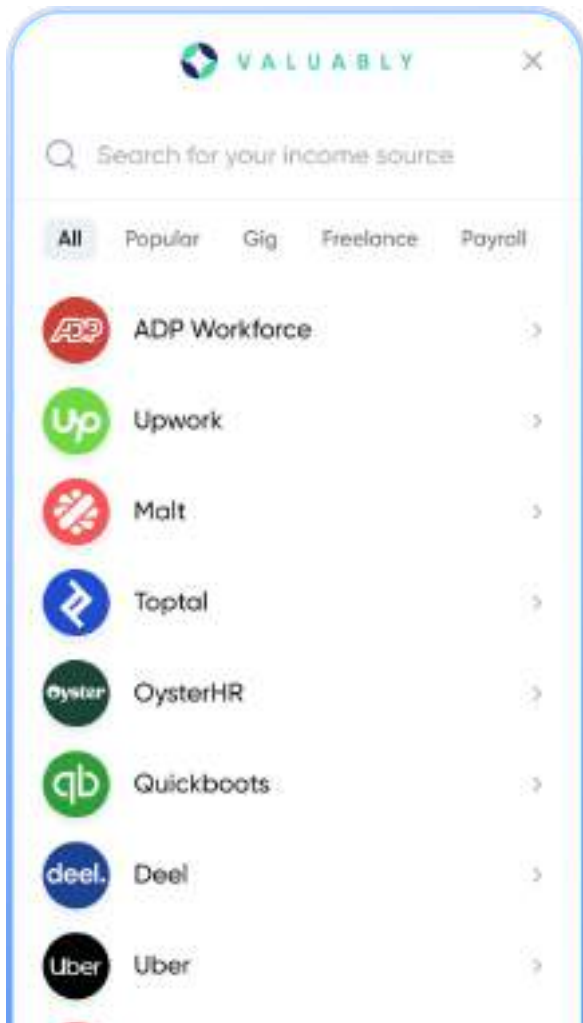 VALUABLY
Search for your income source
All Popular Gig Freelance Payroll
ADP ADP Workforce
Up Upwork
Malt
Toptal
Oyster OysterHR
qb Quickboots
deel. Deel
Uber Uber